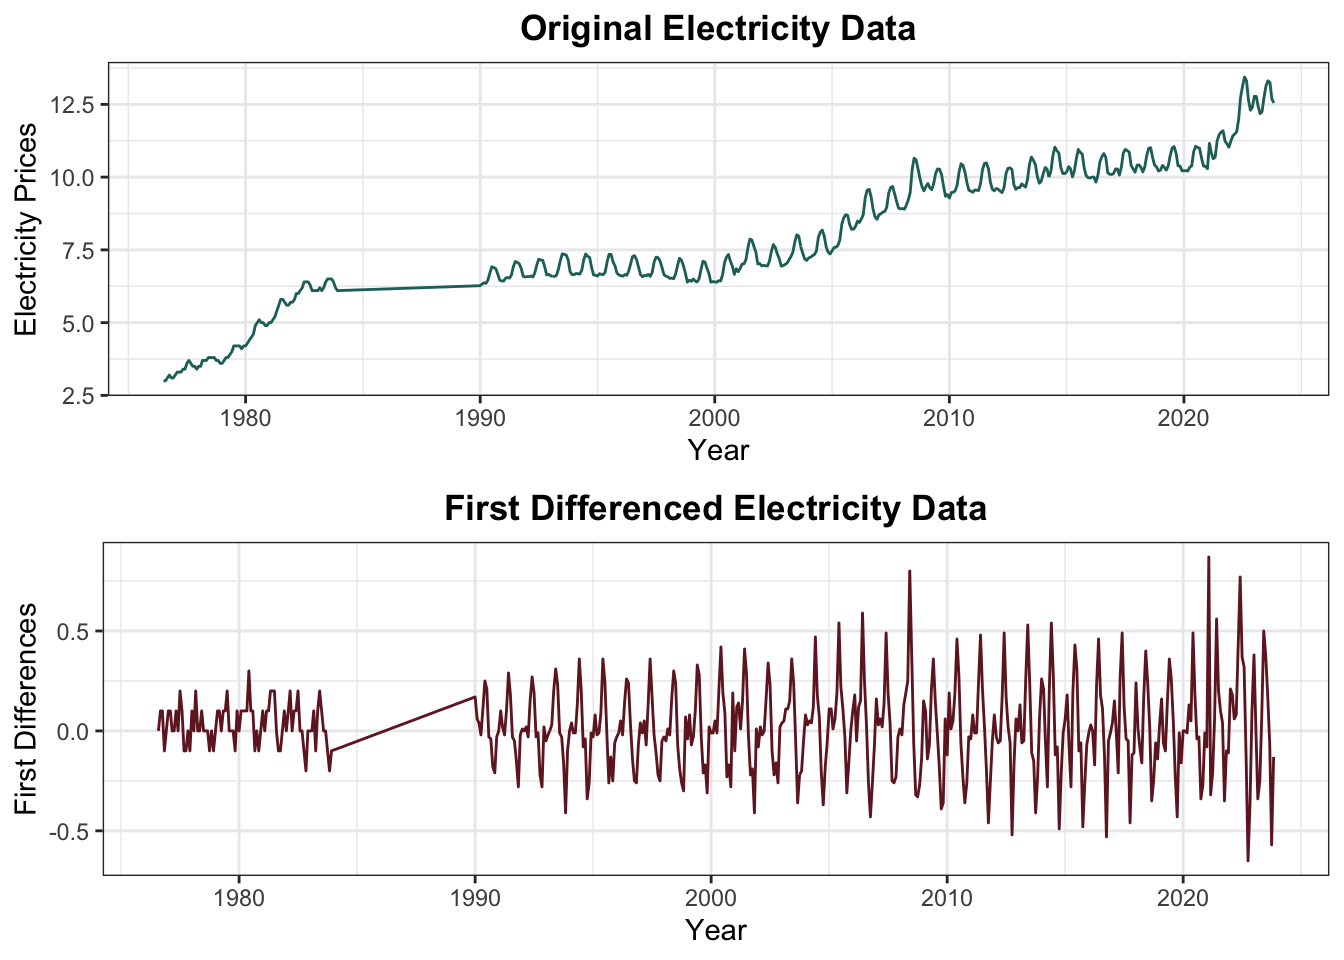 Original Electricity Data
Electricity Prices
12.5
10.0
7.5
5.0
2.5
1980 1990 2000 2010 2020
Year
First Differenced Electricity Data
First Differences
0.5
0.0
-0.5
1980 1990 2000 2010 2020
Year